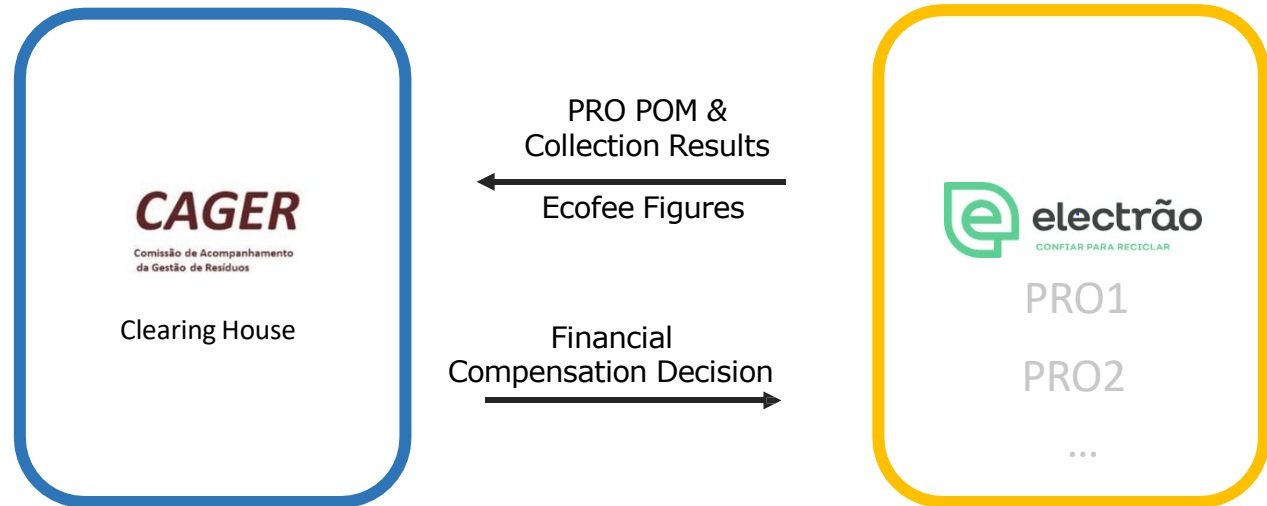 CAGER
Comissão de Acompanhamento
da Gestão de Resíduos
Clearing House
PRO POM &
Collection Results
Ecofee Figures
Financial
Compensation Decision
e electrão
CONFIAR PARA RECICLAR
PRO1
PRO2
...